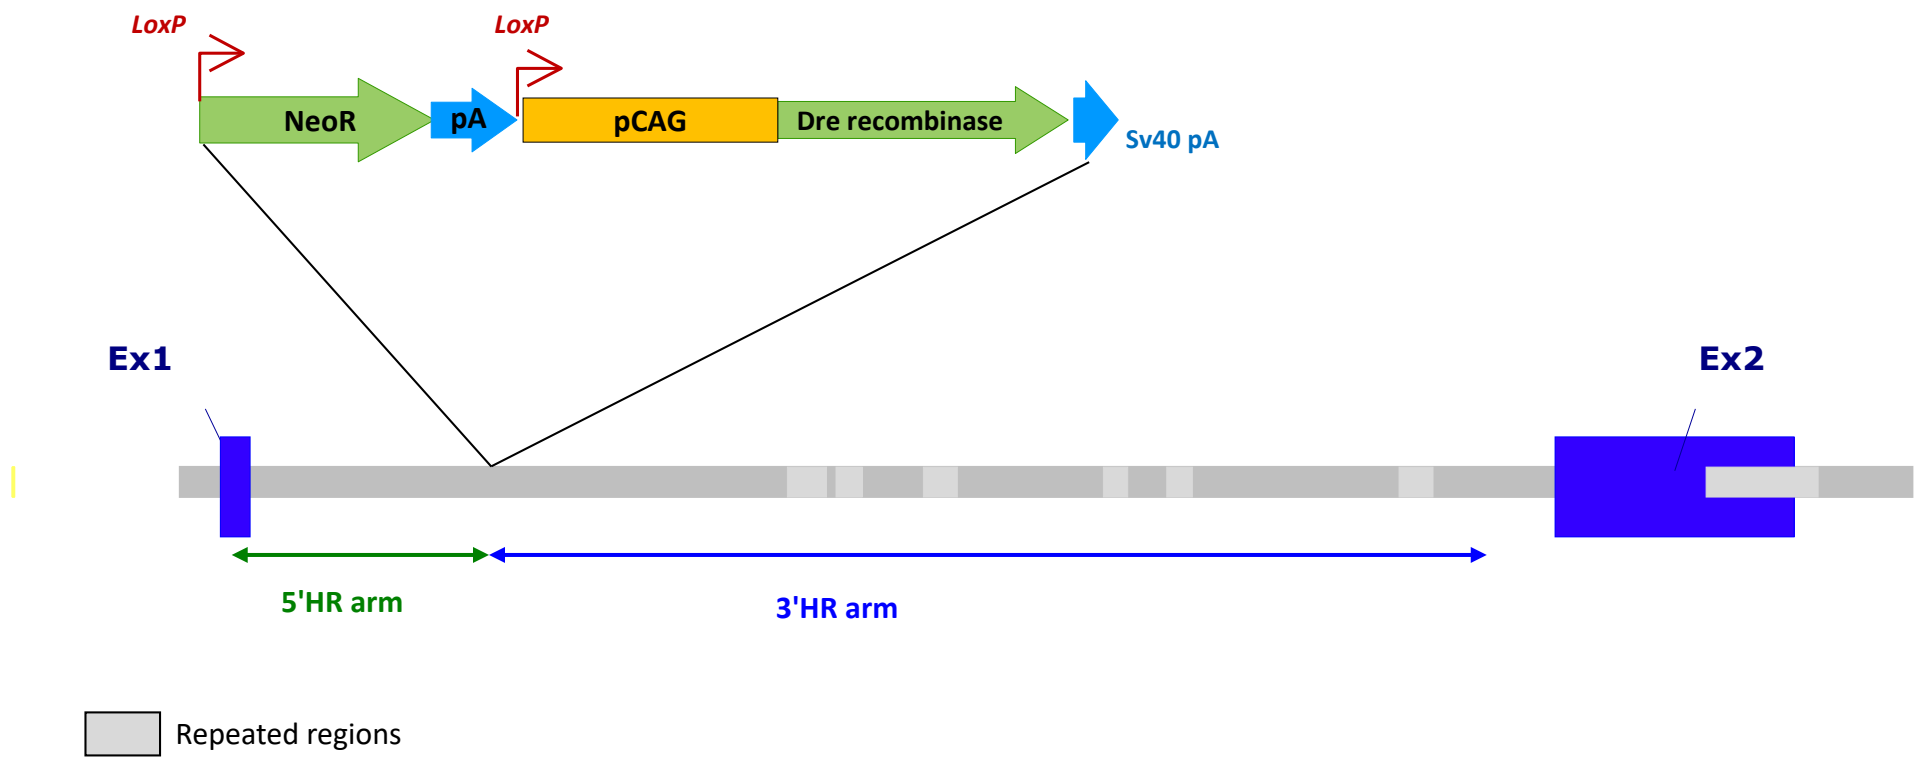 LoxP
LoxP
NeoR
pA
pCAG
Dre recombinase
Sv40 pA
Ex1
Ex2
5'HR arm
3'HR arm
Repeated regions